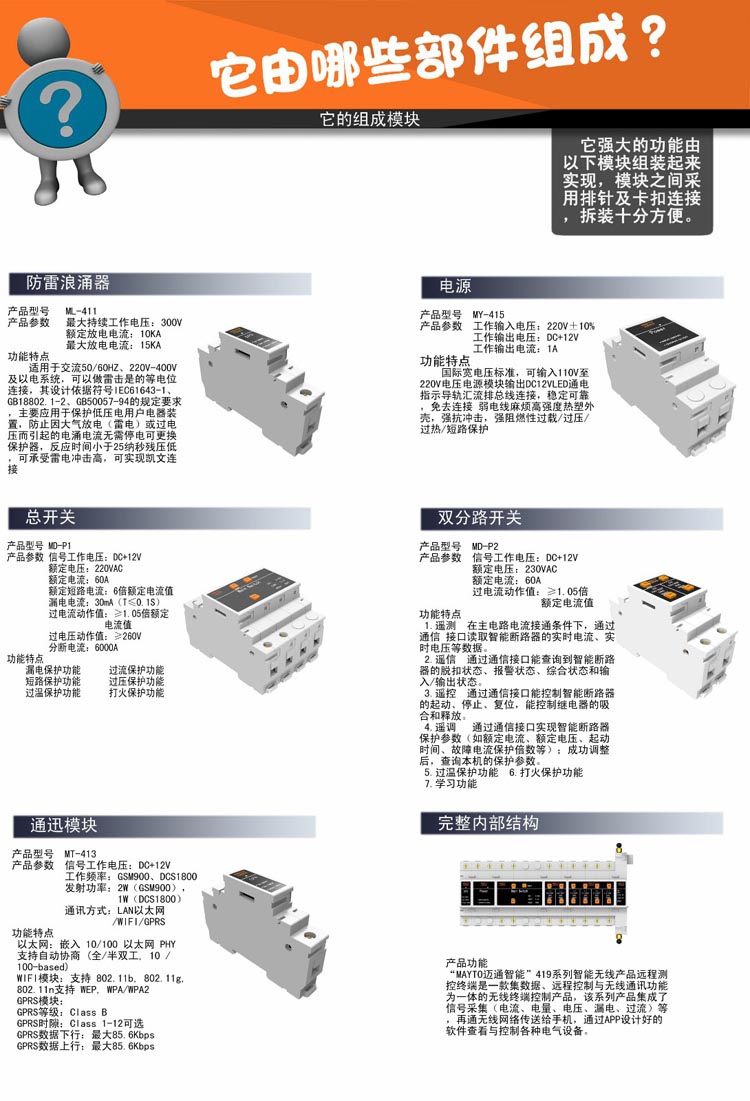 它由哪些部件组成？
它的组成模块
它强大的功能由
以下模块组装起来
实现，模块之间采
用排针及卡扣连接
，拆装十分方便。
防雷浪涌器
产品型号 ML-411
产品参数 最大持续工作电压：300V
额定放电电流：10KA
最大放电电流：15KA
功能特点
适用于交流50/60HZ、220V-400V
及以电系统，可以做雷击是的等电位
连接，其设计依据符号IEC61643-1、
GB18802.1-2、GB50057-94的规定要求
，主要应用于保护低压电用户电器装
置，防止因大气放电（雷电）或过电
压而引起的电涌电流无需停电可更换
保护器，反应时间小于25纳秒残压低
，可承受雷电冲击高，可实现凯文连
接
电源
产品型号 MY-415
产品参数 工作输入电压：220V±10%
工作输出电压：DC+12V
工作输出电流：1A
功能特点
国际宽电压标准，可输入110V至
220V电压电源模块输出DC12VLED通电
指示导轨汇流排总线连接，稳定可靠
，免去连接 弱电线麻烦高强度热塑外
壳，强抗冲击，强阻燃性过载/过压/
过热/短路保护
总开关
产品型号 MD-P1
产品参数 信号工作电压：DC+12V
额定电压：220VAC
额定电流：60A
额定短路电流：6倍额定电流值
漏电电流：30mA（T≤0.1S）
过电流动作值：≥1.05倍额定
电流值
过电压动作值：≥260V
分断电流：6000A
功能特点
漏电保护功能 过流保护功能
短路保护功能 过压保护功能
过温保护功能 打火保护功能
双分路开关
产品型号 MD-P2
产品参数 信号工作电压：DC+12V
额定电压：230VAC
额定电流：60A
过电流动作值：≥1.05倍
额定电流值
功能特点
1.遥测 在主电路电流接通条件下，通过
通信 接口读取智能断路器的实时电流、实
时电压等数据。
2.遥信 通过通信接口能查询到智能断路
器的脱扣状态、报警状态、综合状态和输
入/输出状态。
3.遥控 通过通信接口能控制智能断路器
的起动、停止、复位，能控制继电器的吸
合和释放。
4.遥调 通过通信接口实现智能断路器
保护参数（如额定电流、额定电压、起动
时间、故障电流保护倍数等）；成功调整
后，查询本机的保护参数。
5.过温保护功能 6.打火保护功能
7.学习功能
通迅模块
产品型号 MT-413
产品参数 信号工作电压：DC+12V
工作频率：GSM900、DCS1800
发射功率：2W（GSM900），
1W（DCS1800）
通讯方式：LAN以太网
/WIFI/GPRS
功能特点
以太网：嵌入 10/100 以太网 PHY
支持自动协商（全/半双工，10 /
100-based)
WIFI模块：支持 802.11b, 802.11g,
802.11n支持 WEP, WPA/WPA2
GPRS模块：
GPRS等级：Class B
GPRS时隙：Class 1-12可选
GPRS数据下行：最大85.6Kbps
GPRS数据上行：最大85.6Kbps
完整内部结构
产品功能
“MAYTO迈通智能”419系列智能无线产品远程测
控终端是一款集数据、远程控制与无线通讯功能
为一体的无线终端控制产品，该系列产品集成了
信号采集（电流、电量、电压、漏电、过流）等
，再通无线网络传送给手机，通过APP设计好的
软件查看与控制各种电气设备。